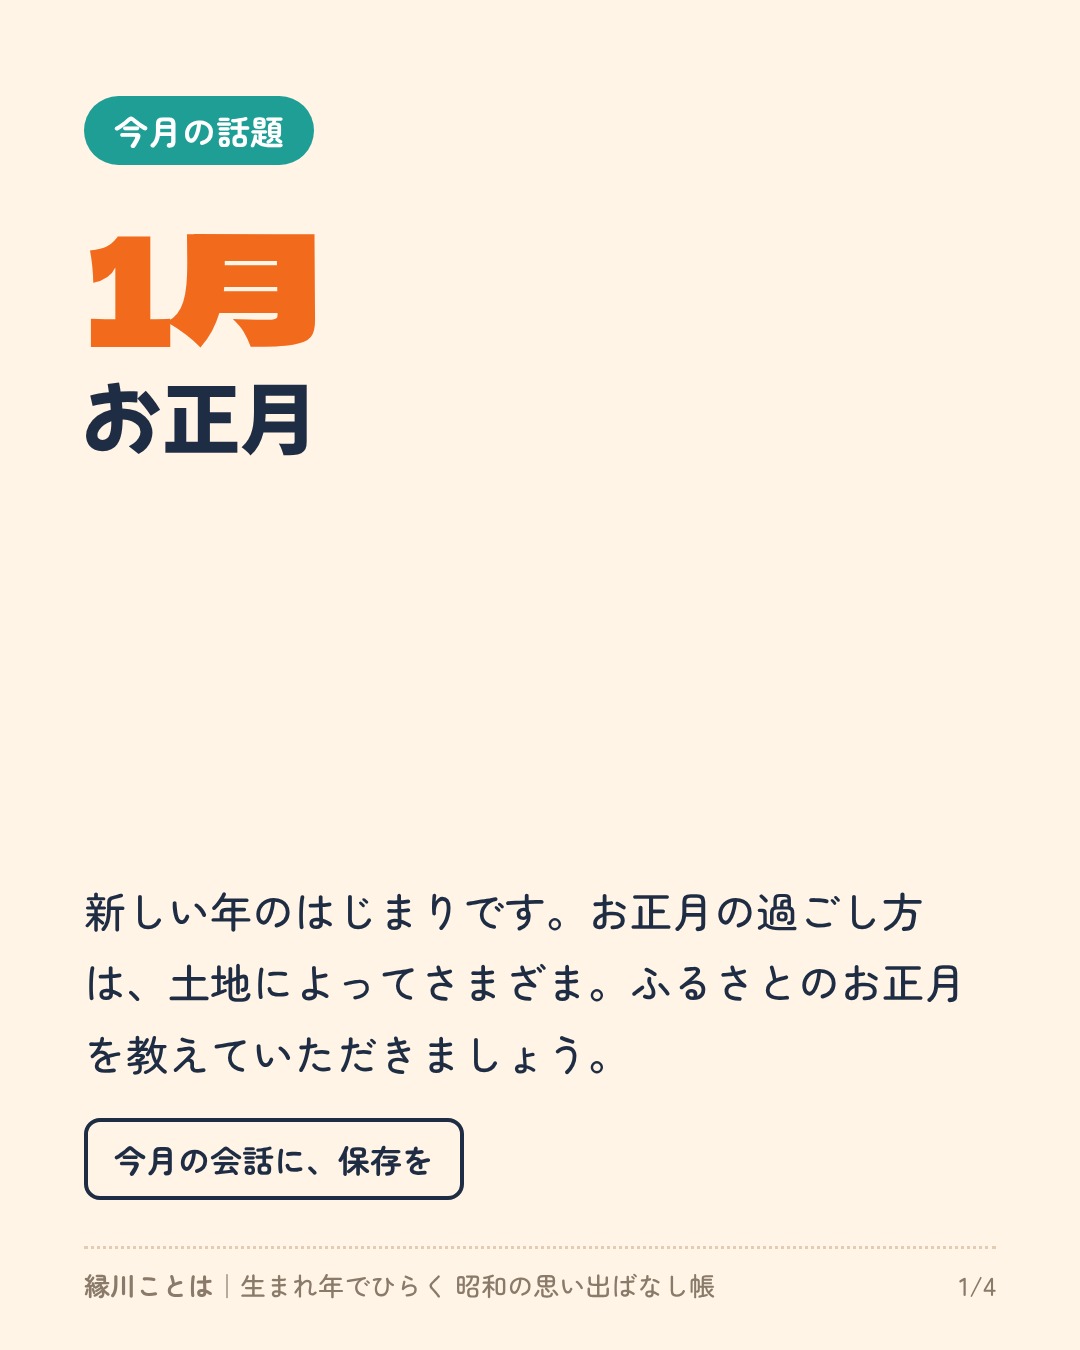 今月の話題
1月
お正月
新しい年のはじまりです。お正月の過ごし方
は、土地によってさまざま。ふるさとのお正月
を教えていただきましょう。
今月の会話に、保存を
縁川ことは｜生まれ年でひらく 昭和の思い出ばなし帳
1/4